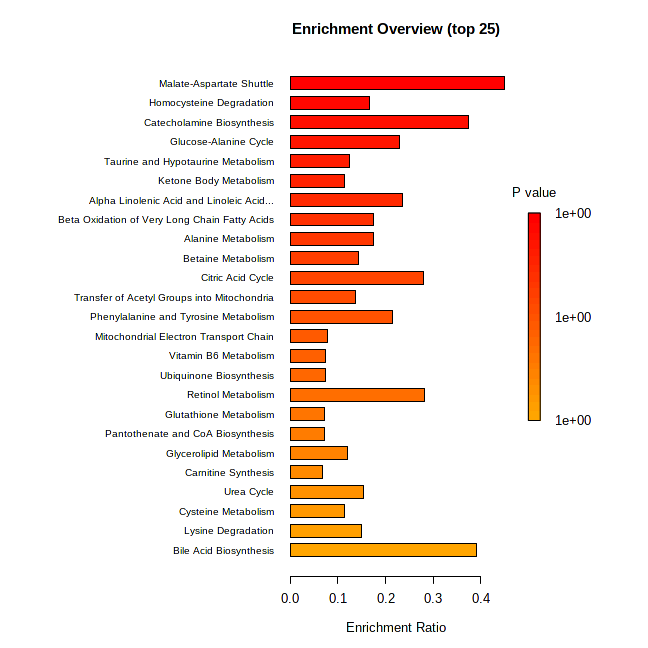 Enrichment Overview (top 25)
Malate-Aspartate Shuttle
Homocysteine Degradation
Catecholamine Biosynthesis
Glucose-Alanine Cycle
Taurine and Hypotaurine Metabolism
Ketone Body Metabolism
Alpha Linolenic Acid and Linoleic Acid...
Beta Oxidation of Very Long Chain Fatty Acids
Alanine Metabolism
Betaine Metabolism
Citric Acid Cycle
Transfer of Acetyl Groups into Mitochondria
Phenylalanine and Tyrosine Metabolism
Mitochondrial Electron Transport Chain
Vitamin B6 Metabolism
Ubiquinone Biosynthesis
Retinol Metabolism
Glutathione Metabolism
Pantothenate and CoA Biosynthesis
Glycerolipid Metabolism
Carnitine Synthesis
Urea Cycle
Cysteine Metabolism
Lysine Degradation
Bile Acid Biosynthesis
0.0 0.1 0.2 0.3 0.4
Enrichment Ratio
P value
1e+00
1e+00
1e+00